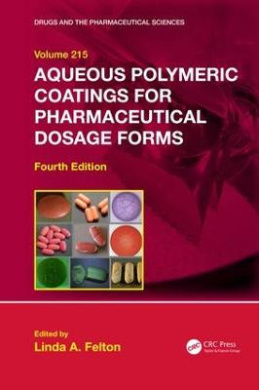 DRUGS AND THE PHARMACEUTICAL SCIENCES
Volume 215
AQUEOUS POLYMERIC
COATINGS FOR
PHARMACEUTICAL
DOSAGE FORMS
Fourth Edition
Edited by
Linda A. Felton
CRC Press
Taylor & Francis Group